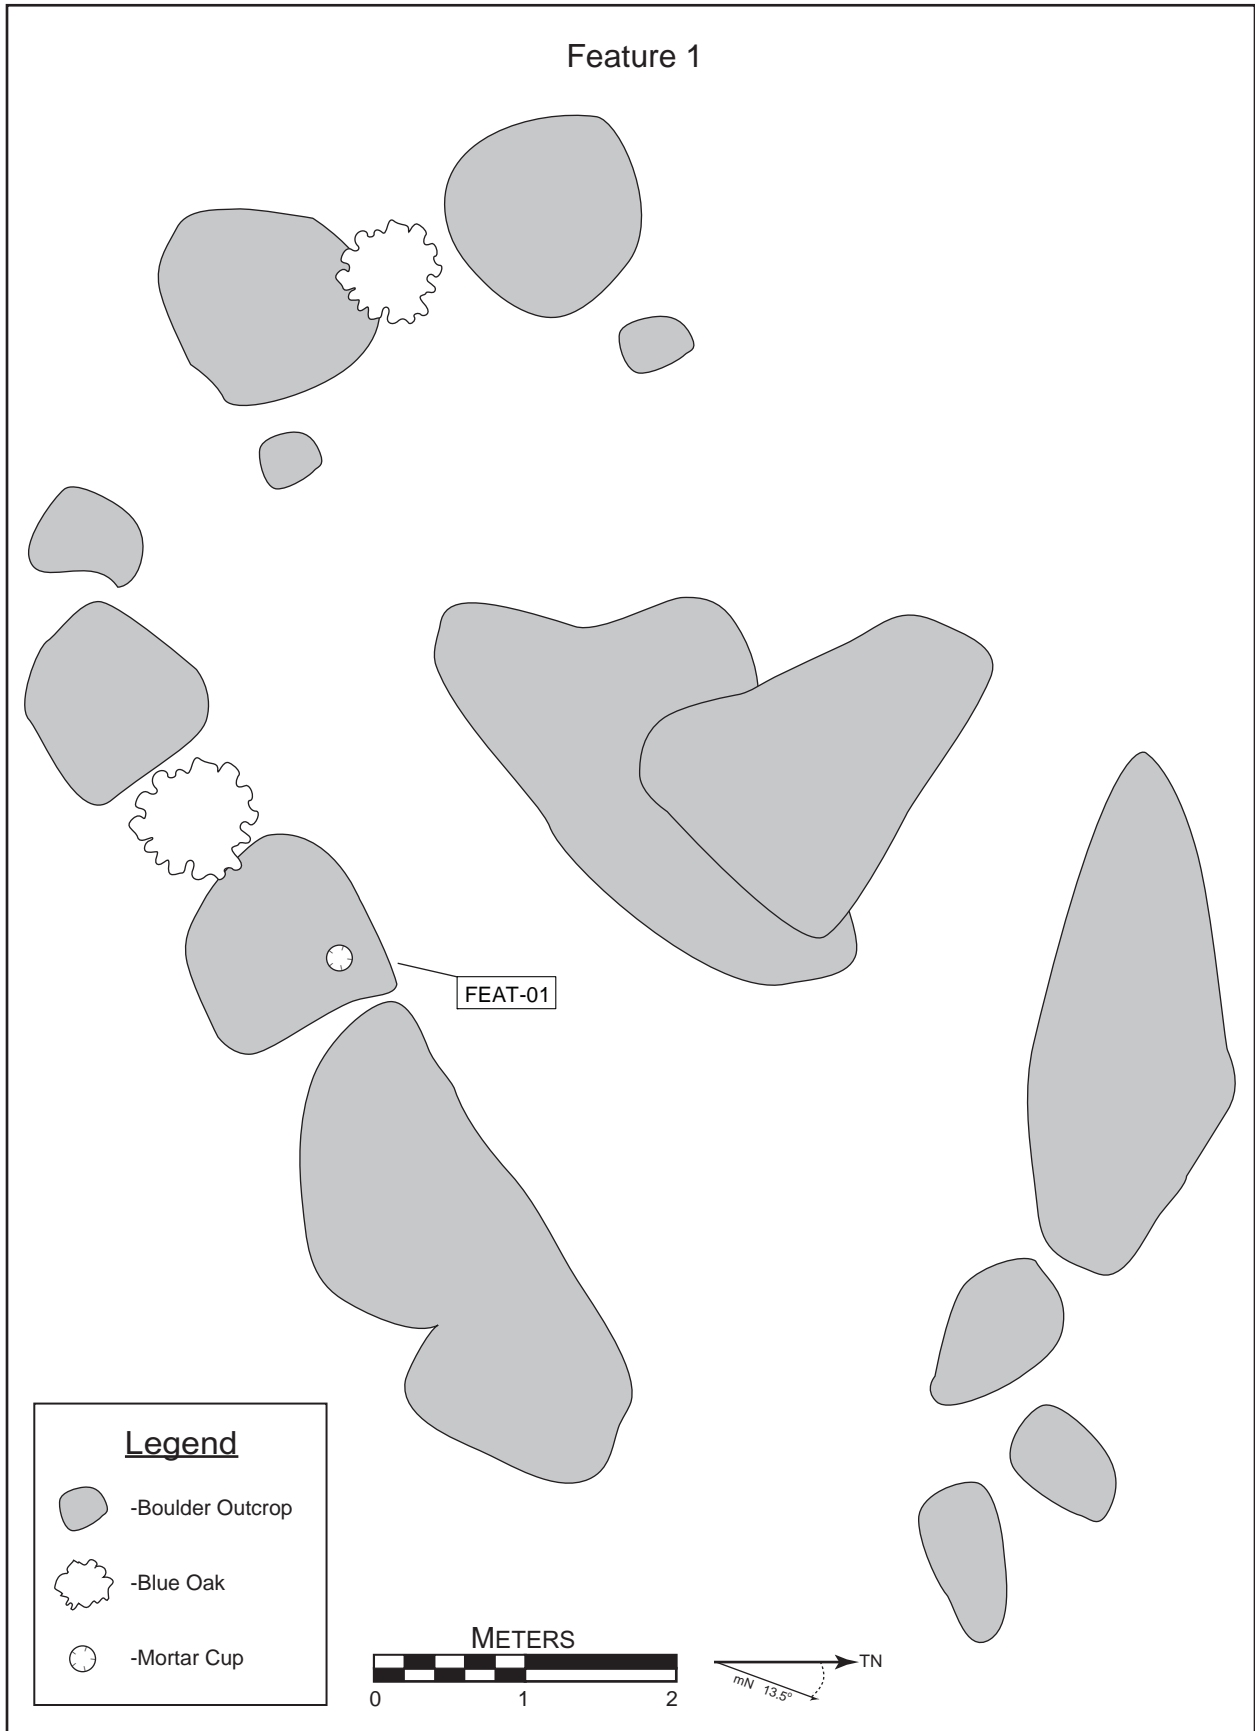 Feature 1
FEAT-01
Legend
-Boulder Outcrop
-Blue Oak
-Mortar Cup
METERS
0 1 2
TN
mN 13.5°